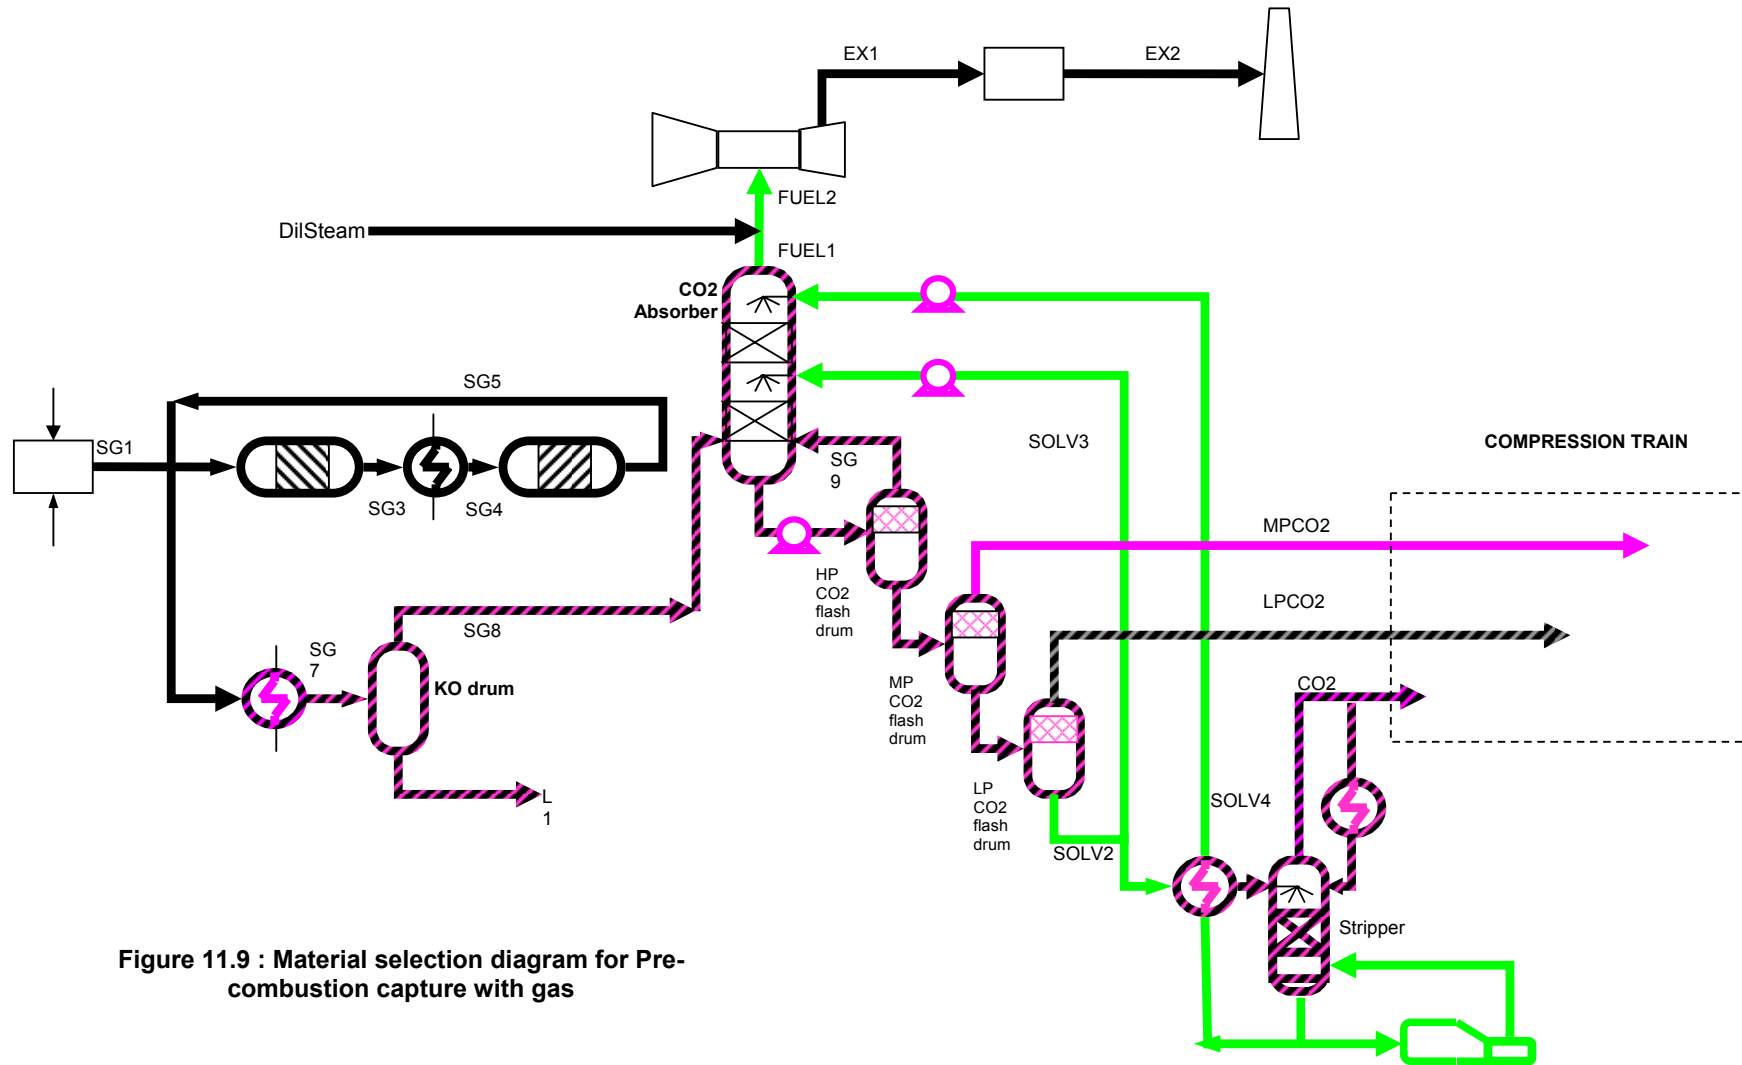 EX1
EX2
FUEL2
DilSteam
FUEL1
CO2
Absorber
SG5
SG1
SG3
SG4
SG
9
SOLV3
COMPRESSION TRAIN
MPCO2
HP
CO2
flash
drum
LPCO2
SG8
SG
7
KO drum
MP
CO2
flash
drum
CO2
L
1
LP
CO2
flash
drum
SOLV4
SOLV2
Stripper
Figure 11.9 : Material selection diagram for Pre-
combustion capture with gas